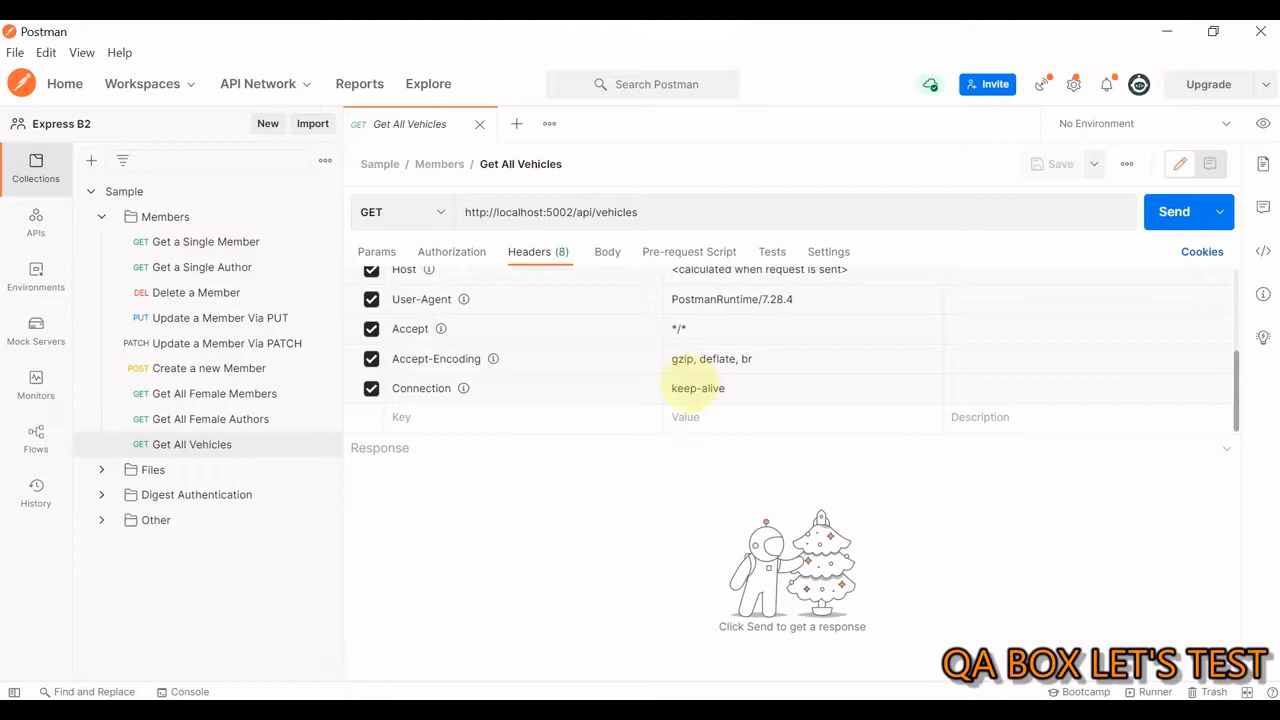 Postman
File Edit View Help
Home Workspaces API Network Reports Explore Search Postman Invite Upgrade
Express B2 New Import GET Get All Vehicles No Environment
Sample / Members / Get All Vehicles Save
Collections
APIs
Environments
Mock Servers
Monitors
Flows
History
Sample
Members
GET Get a Single Member
GET Get a Single Author
DEL Delete a Member
PUT Update a Member Via PUT
PATCH Update a Member Via PATCH
POST Create a new Member
GET Get All Female Members
GET Get All Female Authors
GET Get All Vehicles
Files
Digest Authentication
Other
GET http://localhost:5002/api/vehicles Send
Params Authorization Headers (8) Body Pre-request Script Tests Settings Cookies
Host <calculated when request is sent>
User-Agent PostmanRuntime/7.28.4
Accept */*
Accept-Encoding gzip, deflate, br
Connection keep-alive
Key Value Description
Response
Click Send to get a response
QA BOX LET'S TEST
Find and Replace Console Bootcamp Runner Trash